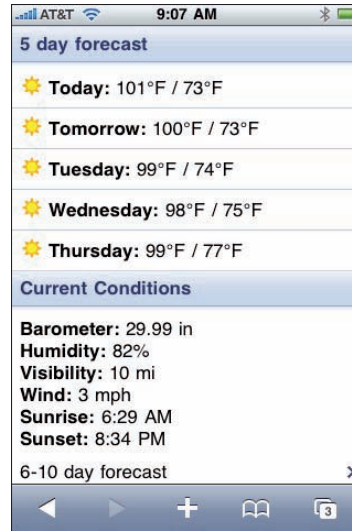 AT&T 9:07 AM
5 day forecast
Today: 101°F / 73°F
Tomorrow: 100°F / 73°F
Tuesday: 99°F / 74°F
Wednesday: 98°F / 75°F
Thursday: 99°F / 77°F
Current Conditions
Barometer: 29.99 in
Humidity: 82%
Visibility: 10 mi
Wind: 3 mph
Sunrise: 6:29 AM
Sunset: 8:34 PM
6-10 day forecast
3